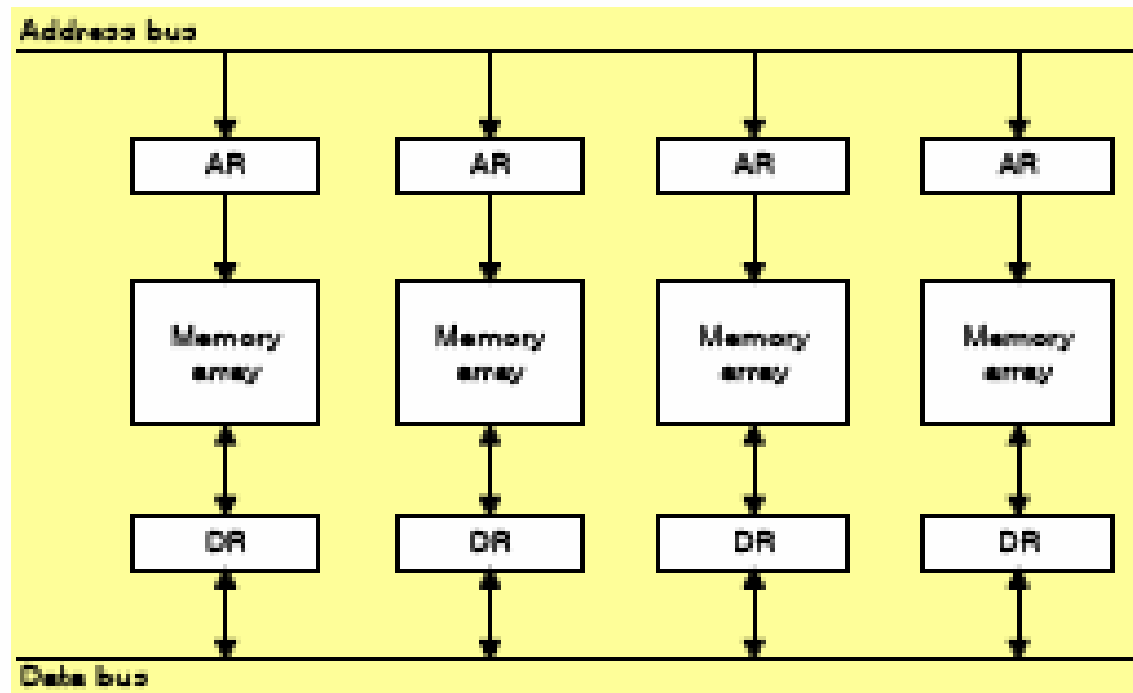 Address bus
AR AR AR AR
Memory array Memory array Memory array Memory array
DR DR DR DR
Data bus